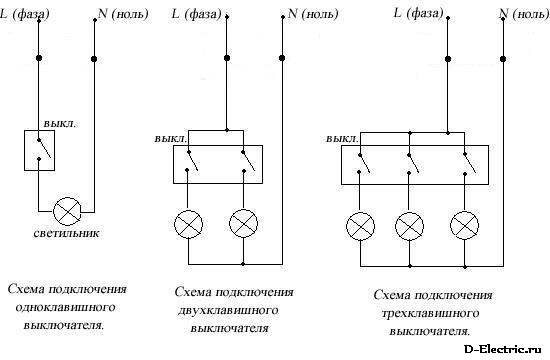 L (фаза)
N (ноль)
L (фаза)
N (ноль)
L (фаза)
N (ноль)
выкл.
выкл.
выкл.
светильник
Схема подключения
одноклавишного
выключателя.
Схема подключения
двухклавишного
выключателя
Схема подключения
трехклавишного
выключателя.
D-Electric.ru